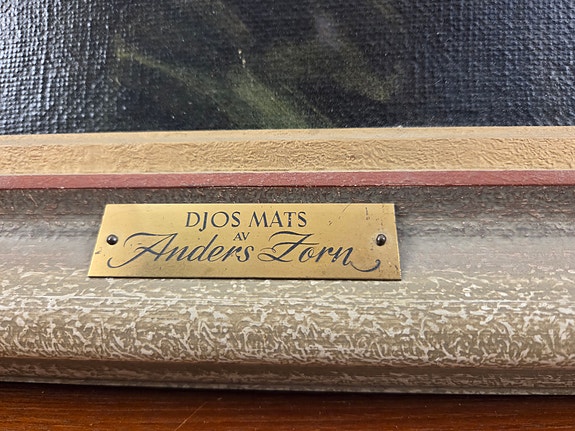 DJOS MATS
AV
Anders Zorn